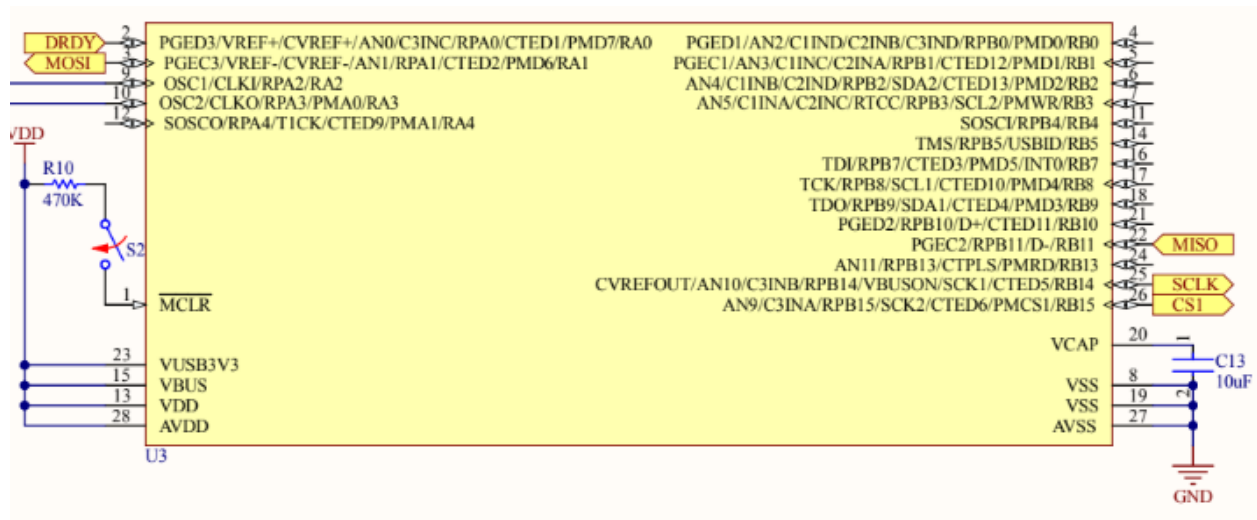 DRDY 2 PGED3/VREF+/CVREF+/AN0/C3INC/RPA0/CTED1/PMD7/RA0 PGED1/AN2/C1IND/C2INB/C3IND/RPB0/PMD0/RB0 4
MOSI 3 PGEC3/VREF-/CVREF-/AN1/RPA1/CTED2/PMD6/RA1 PGEC1/AN3/C1INC/C2INA/RPB1/CTED12/PMD1/RB1 5
9 OSC1/CLKI/RPA2/RA2 AN4/C1INB/C2IND/RPB2/SDA2/CTED13/PMD2/RB2 6
10 OSC2/CLKO/RPA3/PMA0/RA3 AN5/C1INA/C2INC/RTCC/RPB3/SCL2/PMWR/RB3 7
12 SOSCO/RPA4/T1CK/CTED9/PMA1/RA4 SOSCI/RPB4/RB4 11
VDD TMS/RPB5/USBID/RB5 14
TDI/RPB7/CTED3/PMD5/INT0/RB7 16
R10 TCK/RPB8/SCL1/CTED10/PMD4/RB8 17
470K TDO/RPB9/SDA1/CTED4/PMD3/RB9 18
PGED2/RPB10/D+/CTED11/RB10 21
S2 PGEC2/RPB11/D-/RB11 22 MISO
AN11/RPB13/CTPLS/PMRD/RB13 24
CVREFOUT/AN10/C3INB/RPB14/VBUSON/SCK1/CTED5/RB14 25 SCLK
1 MCLR AN9/C3INA/RPB15/SCK2/CTED6/PMCS1/RB15 26 CS1
VCAP 20 1
23 VUSB3V3 C13
15 VBUS VSS 8 2 10uF
13 VDD VSS 19
28 AVDD AVSS 27
U3
GND